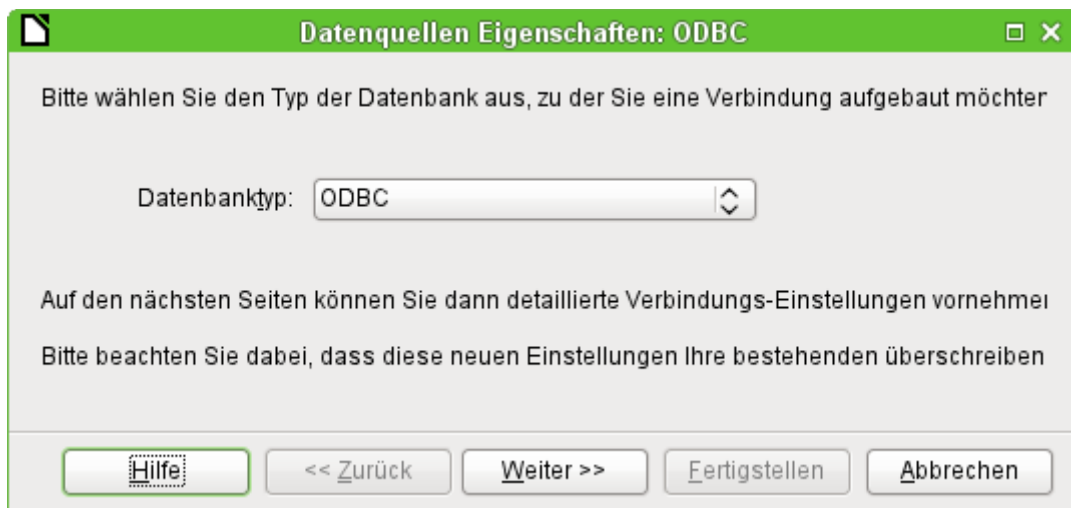 Datenquellen Eigenschaften: ODBC
Bitte wählen Sie den Typ der Datenbank aus, zu der Sie eine Verbindung aufgebaut möchten
Datenbanktyp: ODBC
Auf den nächsten Seiten können Sie dann detaillierte Verbindungs-Einstellungen vornehmen
Bitte beachten Sie dabei, dass diese neuen Einstellungen Ihre bestehenden überschreiben
Hilfe << Zurück Weiter >> Fertigstellen Abbrechen